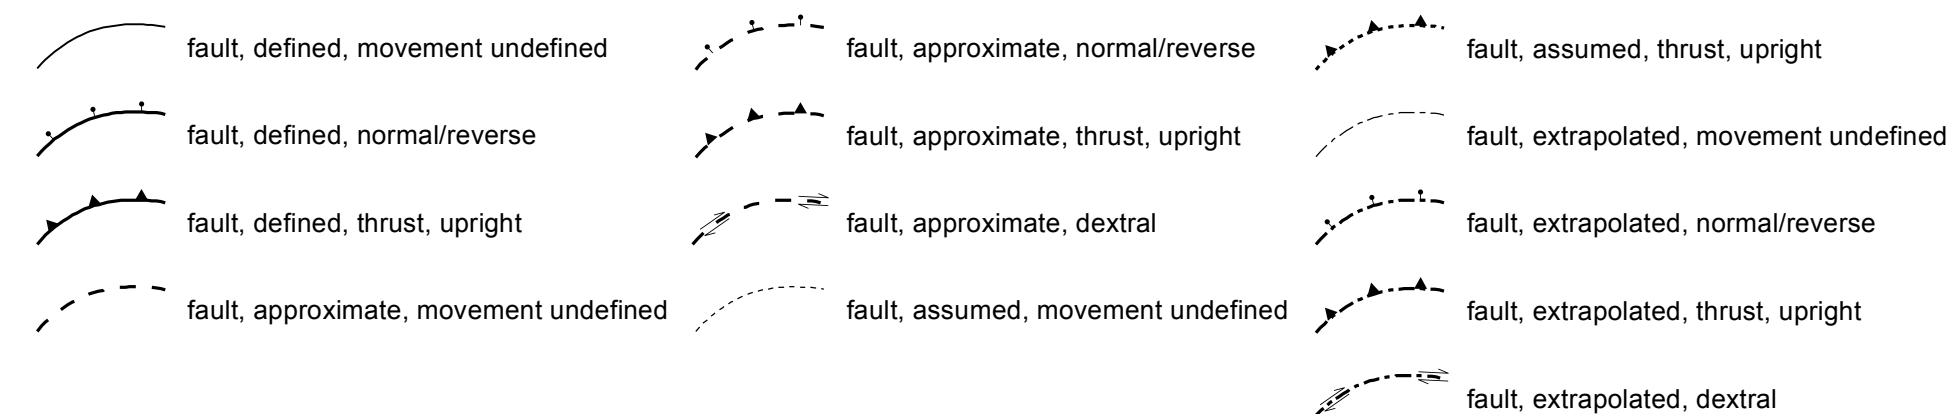 fault, defined, movement undefined
fault, defined, normal/reverse
fault, defined, thrust, upright
fault, approximate, movement undefined
fault, approximate, normal/reverse
fault, approximate, thrust, upright
fault, approximate, dextral
fault, assumed, movement undefined
fault, assumed, thrust, upright
fault, extrapolated, movement undefined
fault, extrapolated, normal/reverse
fault, extrapolated, thrust, upright
fault, extrapolated, dextral